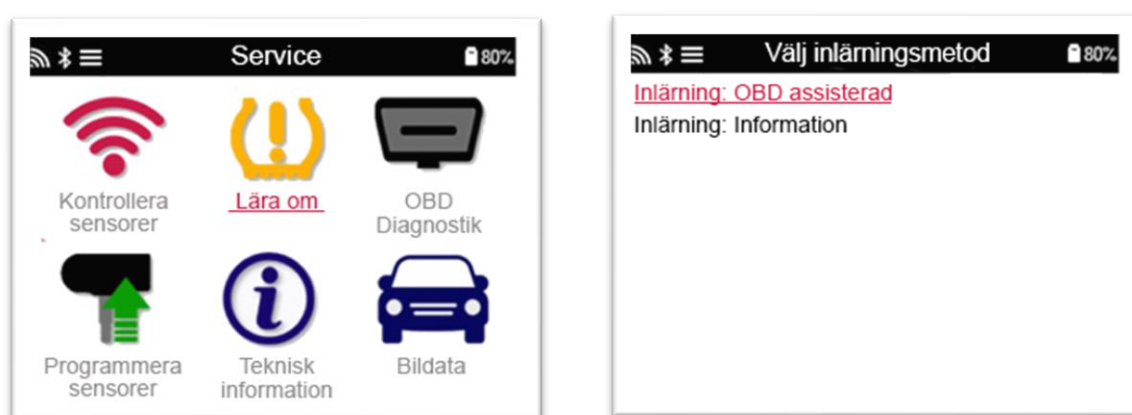 Service
80%
Kontrollera
sensorer
Lära om
OBD
Diagnostik
Programmera
sensorer
Teknisk
information
Bildata
Välj inlärningsmetod
80%
Inlärning: OBD assisterad
Inlärning: Information